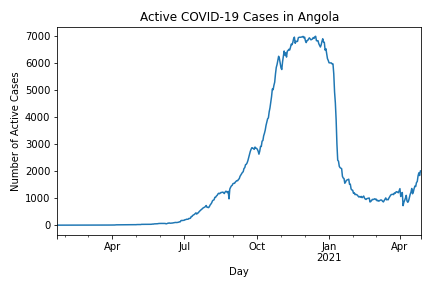 Active COVID-19 Cases in Angola
Number of Active Cases
7000
6000
5000
4000
3000
2000
1000
0
Apr
Jul
Oct
Jan
2021
Apr
Day